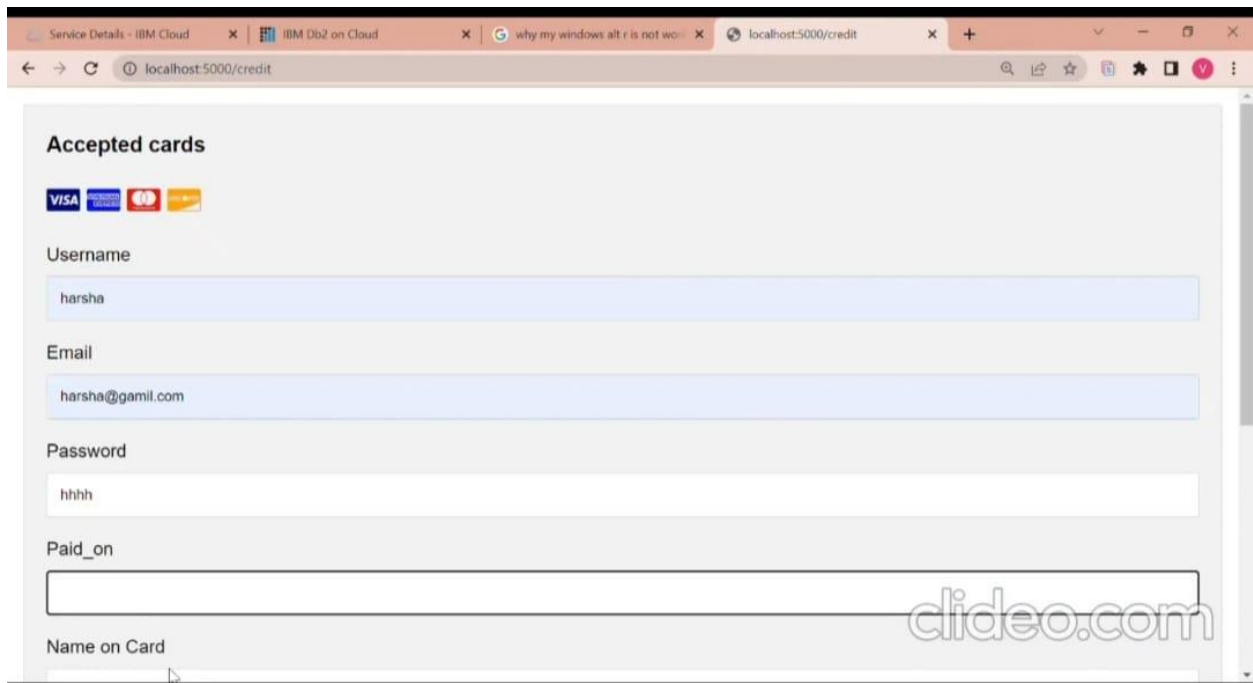 Service Details - IBM Cloud
IBM Db2 on Cloud
why my windows alt r is not wor
localhost:5000/credit
localhost:5000/credit
V
Accepted cards
VISA
Username
harsha
Email
harsha@gamil.com
Password
hhhh
Paid_on
clideo.com
Name on Card